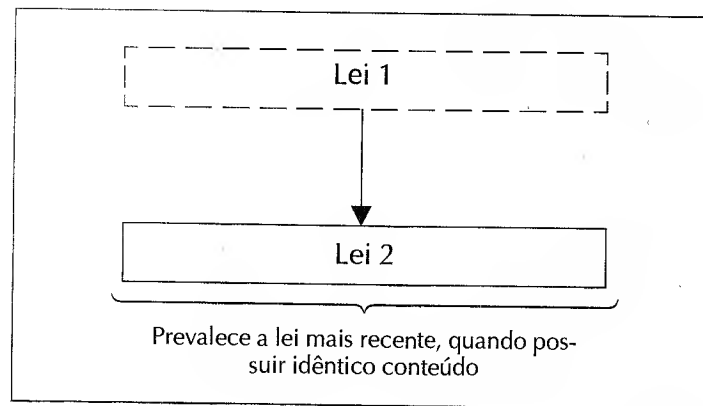 Lei 1
Lei 2
Prevalece a lei mais recente, quando pos-
suir idêntico conteúdo